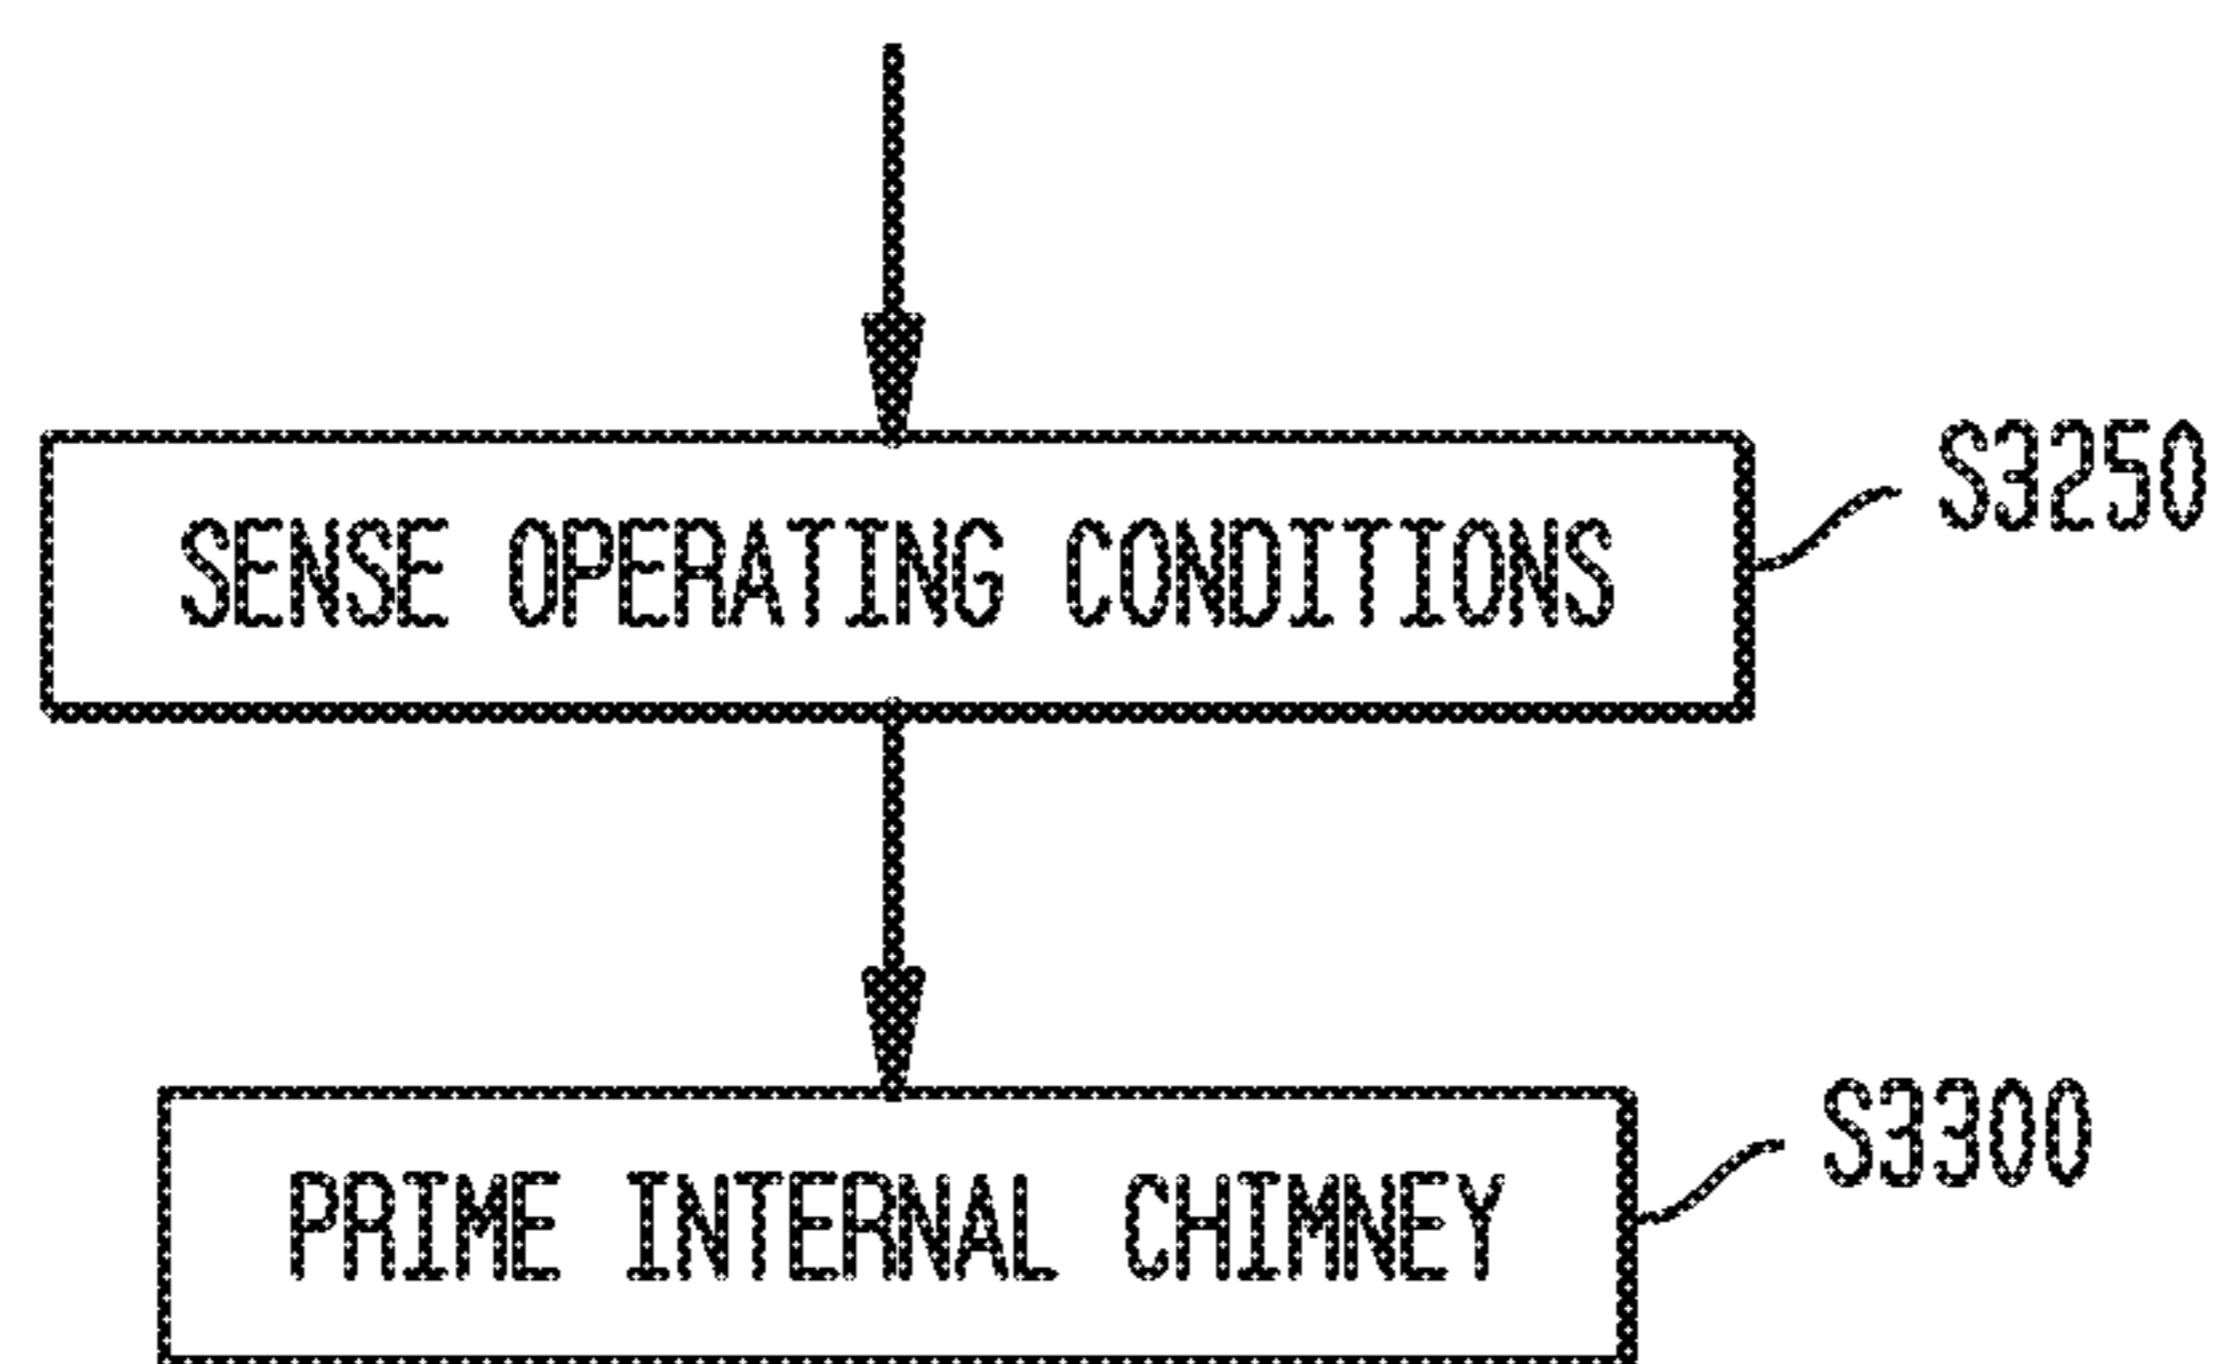 S3250
SENSE OPERATING CONDITIONS
S3300
PRIME INTERNAL CHIMNEY